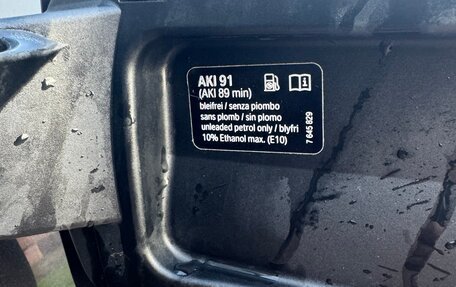 AKI 91
(AKI 89 min)
bleifrei / senza piombo
sans plomb / sin plomo
unleaded petrol only / blyfri
10% Ethanol max. (E10)
7 645 829